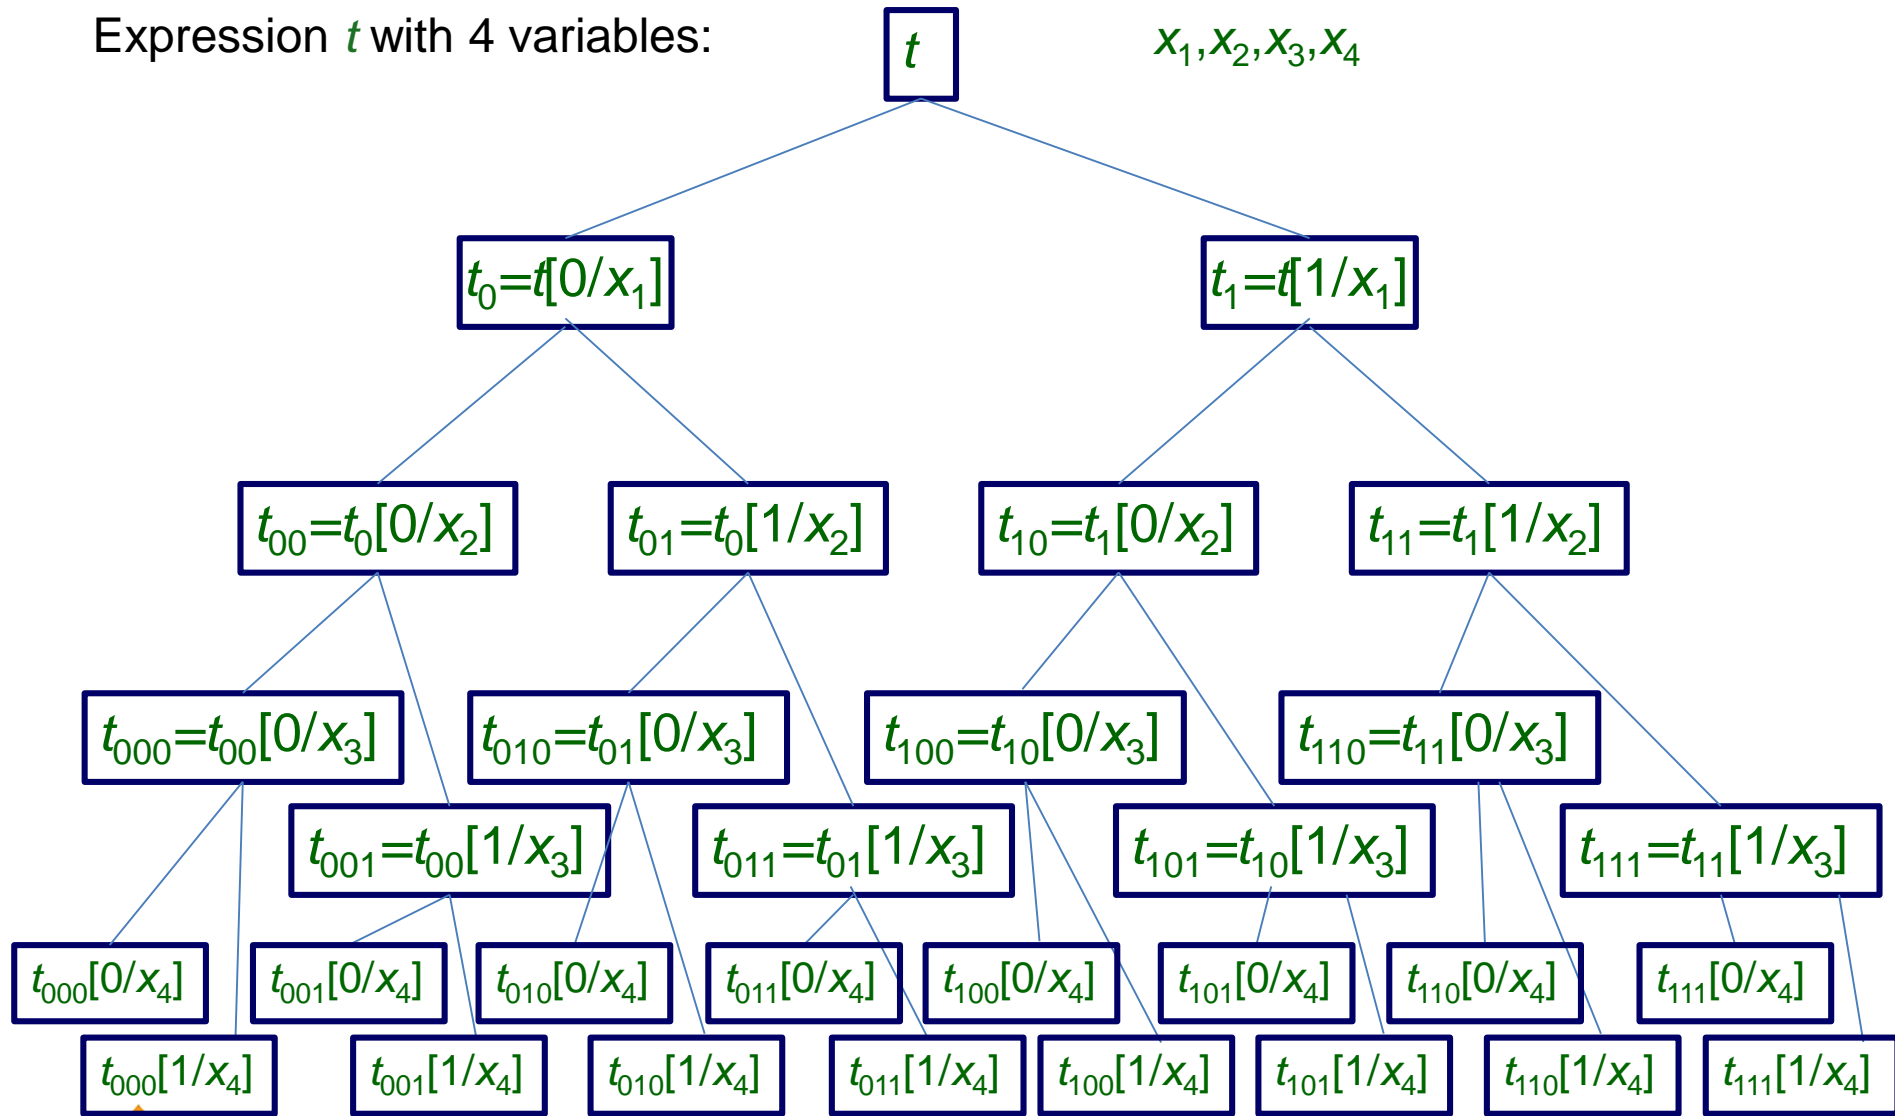 Expression t with 4 variables: t x₁,x₂,x₃,x₄
t₀=t[0/x₁] t₁=t[1/x₁]
t₀₀=t₀[0/x₂] t₀₁=t₀[1/x₂] t₁₀=t₁[0/x₂] t₁₁=t₁[1/x₂]
t₀₀₀=t₀₀[0/x₃] t₀₁₀=t₀₁[0/x₃] t₁₀₀=t₁₀[0/x₃] t₁₁₀=t₁₁[0/x₃]
t₀₀₁=t₀₀[1/x₃] t₀₁₁=t₀₁[1/x₃] t₁₀₁=t₁₀[1/x₃] t₁₁₁=t₁₁[1/x₃]
t₀₀₀[0/x₄] t₀₀₁[0/x₄] t₀₁₀[0/x₄] t₀₁₁[0/x₄] t₁₀₀[0/x₄] t₁₀₁[0/x₄] t₁₁₀[0/x₄] t₁₁₁[0/x₄]
t₀₀₀[1/x₄] t₀₀₁[1/x₄] t₀₁₀[1/x₄] t₀₁₁[1/x₄] t₁₀₀[1/x₄] t₁₀₁[1/x₄] t₁₁₀[1/x₄] t₁₁₁[1/x₄]